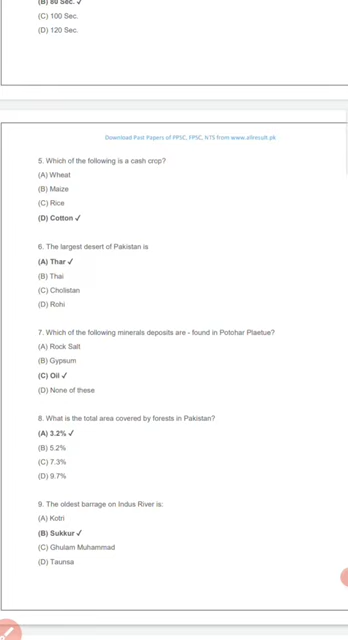 (B) 80 Sec. ✓
(C) 100 Sec.
(D) 120 Sec.
Download Past Papers of PPSC, FPSC, NTS from www.allresult.pk
5. Which of the following is a cash crop?
(A) Wheat
(B) Maize
(C) Rice
(D) Cotton ✓
6. The largest desert of Pakistan is
(A) Thar ✓
(B) Thai
(C) Cholistan
(D) Rohi
7. Which of the following minerals deposits are - found in Potohar Plaetue?
(A) Rock Salt
(B) Gypsum
(C) Oil ✓
(D) None of these
8. What is the total area covered by forests in Pakistan?
(A) 3.2% ✓
(B) 5.2%
(C) 7.3%
(D) 9.7%
9. The oldest barrage on Indus River is:
(A) Kotri
(B) Sukkur ✓
(C) Ghulam Muhammad
(D) Taunsa